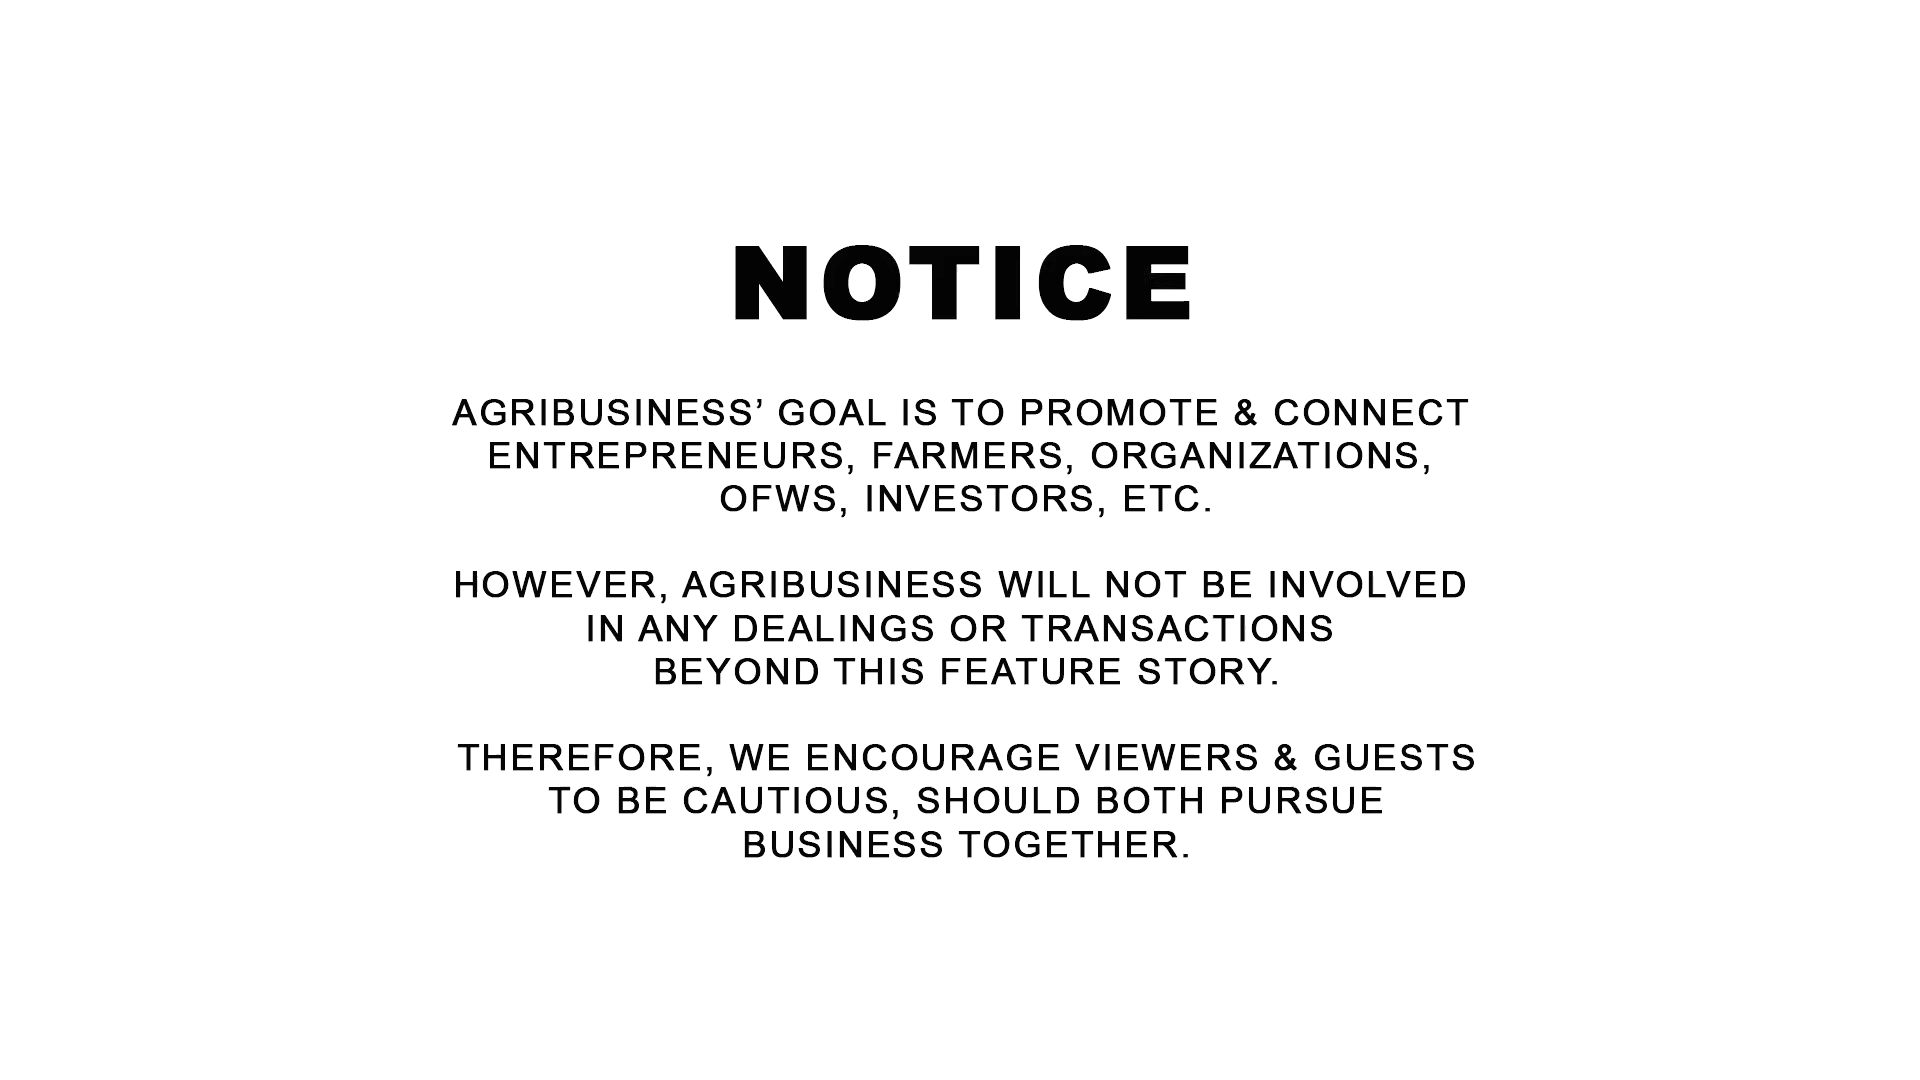 NOTICE
AGRIBUSINESS’ GOAL IS TO PROMOTE & CONNECT
ENTREPRENEURS, FARMERS, ORGANIZATIONS,
OFWS, INVESTORS, ETC.
HOWEVER, AGRIBUSINESS WILL NOT BE INVOLVED
IN ANY DEALINGS OR TRANSACTIONS
BEYOND THIS FEATURE STORY.
THEREFORE, WE ENCOURAGE VIEWERS & GUESTS
TO BE CAUTIOUS, SHOULD BOTH PURSUE
BUSINESS TOGETHER.